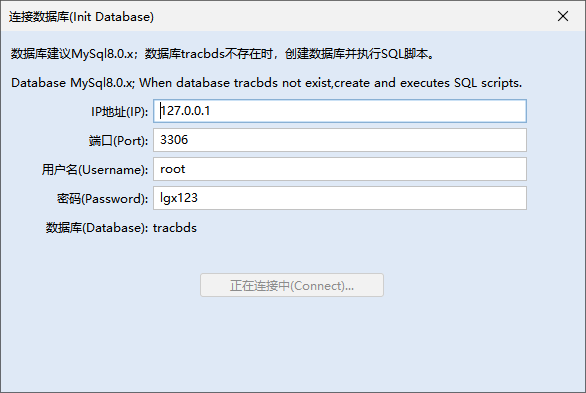 连接数据库(Init Database)
数据库建议MySql8.0.x；数据库tracbds不存在时，创建数据库并执行SQL脚本。
Database MySql8.0.x; When database tracbds not exist,create and executes SQL scripts.
IP地址(IP): 127.0.0.1
端口(Port): 3306
用户名(Username): root
密码(Password): lgx123
数据库(Database): tracbds
正在连接中(Connect)...